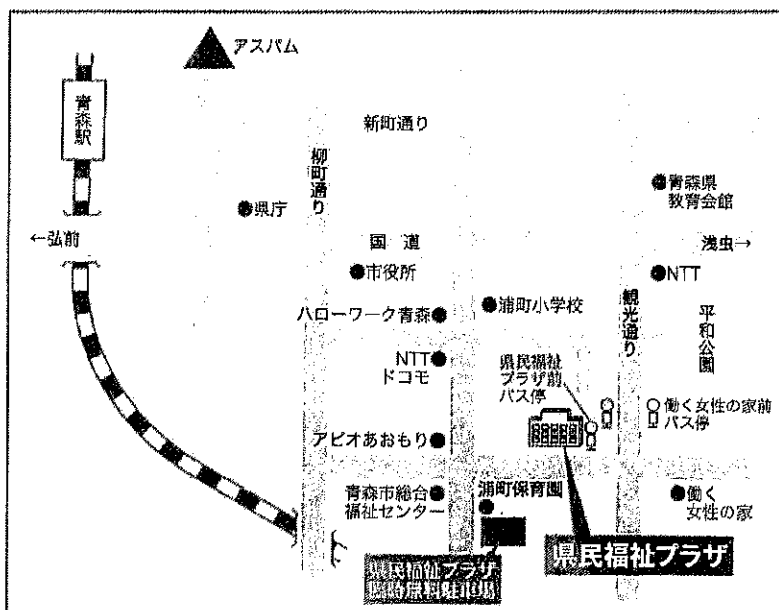 アスパム
青森駅
新町通り
柳町通り
青森県
教育会館
県庁
←弘前
国道
浅虫→
市役所
NTT
浦町小学校
ハローワーク青森
観光通り
平和公園
NTT
ドコモ
県民福祉
プラザ前
バス停
働く女性の家前
バス停
アピオあおもり
青森市総合
福祉センター
浦町保育園
働く
女性の家
県民福祉プラザ
県民福祉プラザ
臨時無料駐車場